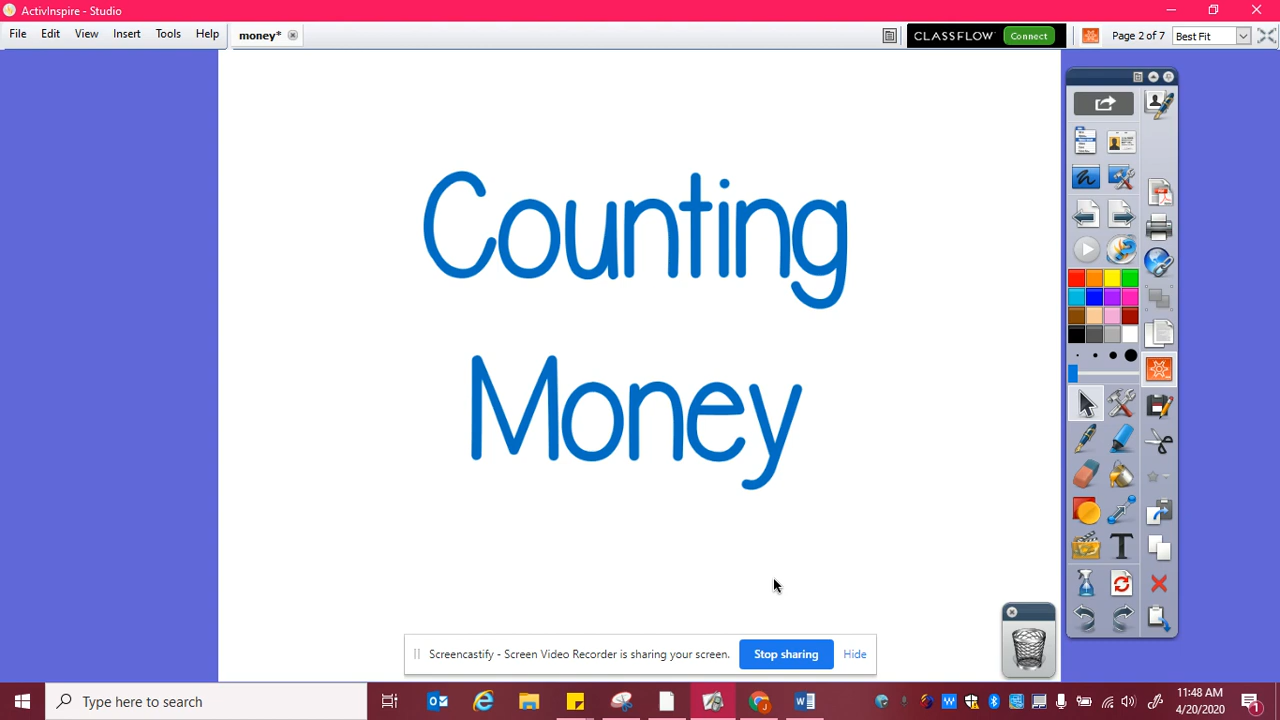 ActivInspire - Studio
File Edit View Insert Tools Help money* CLASSFLOW Connect Page 2 of 7 Best Fit
Counting
Money
T
Screencastify - Screen Video Recorder is sharing your screen. Stop sharing Hide
Type here to search
11:48 AM
4/20/2020